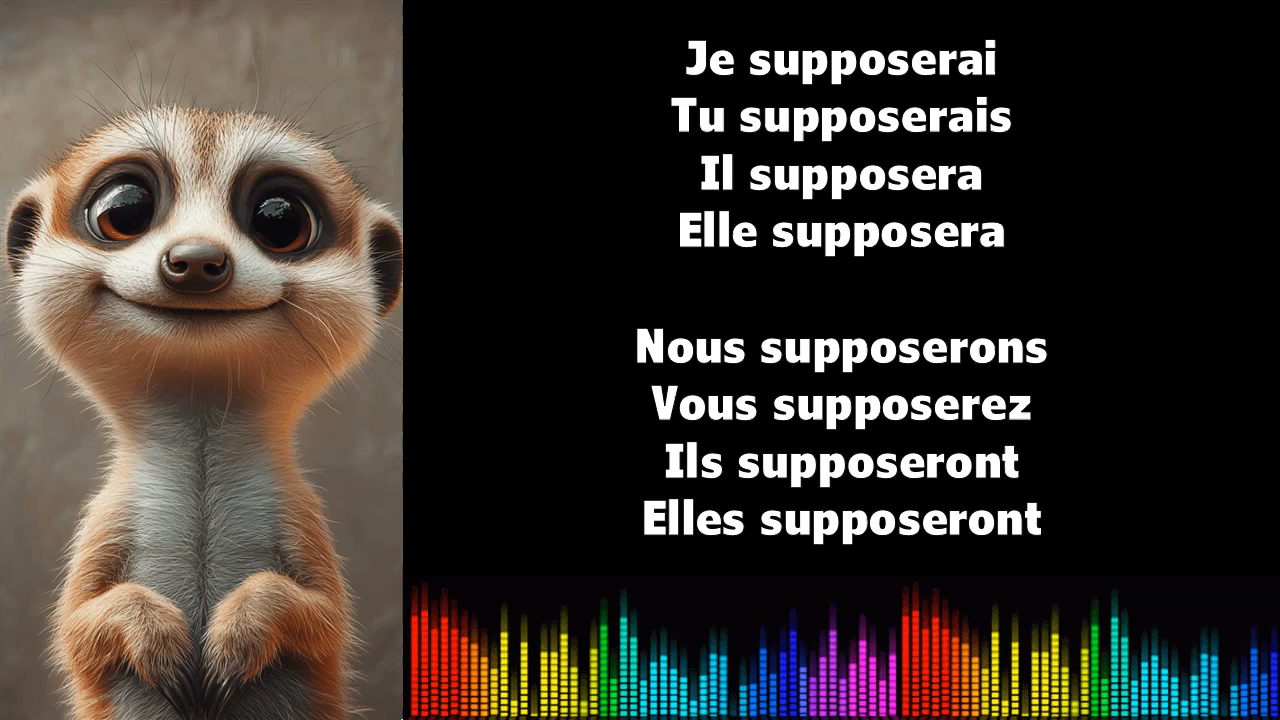 Je supposerai
Tu supposerais
Il supposera
Elle supposera
Nous supposerons
Vous supposerez
Ils supposeront
Elles supposeront